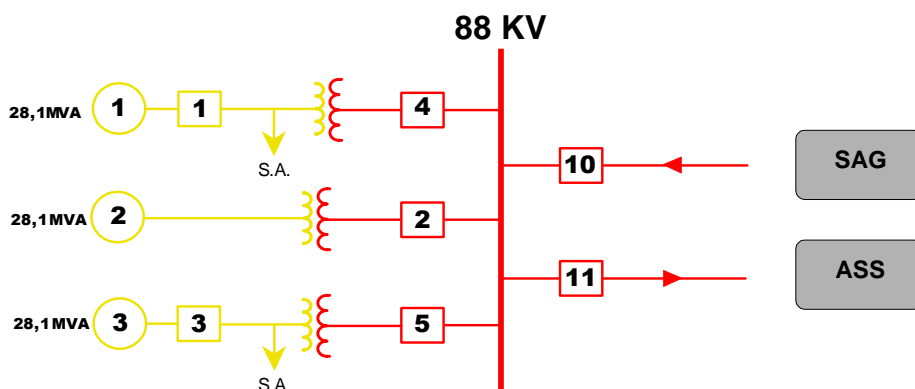 88 KV
28,1MVA 1 1 4
S.A.
10 SAG
28,1MVA 2 2
11 ASS
28,1MVA 3 3 5
S.A.